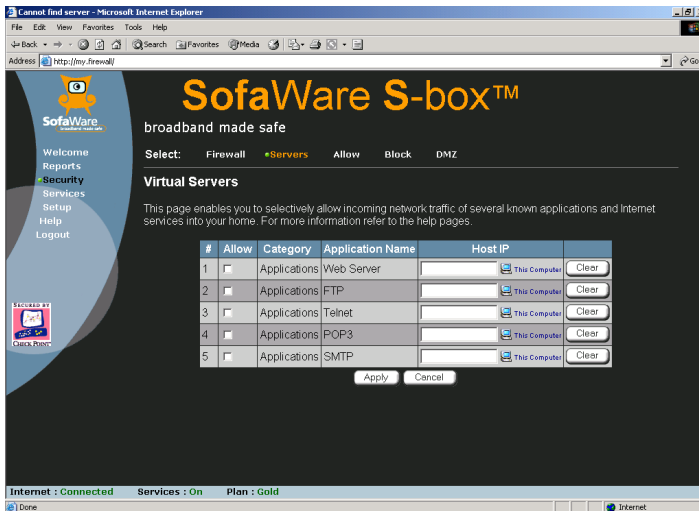 Cannot find server - Microsoft Internet Explorer
File Edit View Favorites Tools Help
Back Search Favorites Media
Address http://my.firewall/ Go
SofaWare
broadband made safe
SofaWare S-box™
broadband made safe
Welcome
Reports
Security
Services
Setup
Help
Logout
Select: Firewall Servers Allow Block DMZ
Virtual Servers
This page enables you to selectively allow incoming network traffic of several known applications and Internet
services into your home. For more information refer to the help pages.
# Allow Category Application Name Host IP
1 Applications Web Server This Computer Clear
2 Applications FTP This Computer Clear
3 Applications Telnet This Computer Clear
4 Applications POP3 This Computer Clear
5 Applications SMTP This Computer Clear
Apply Cancel
SECURED BY
CHECK POINT
Internet : Connected Services : On Plan : Gold
Done Internet